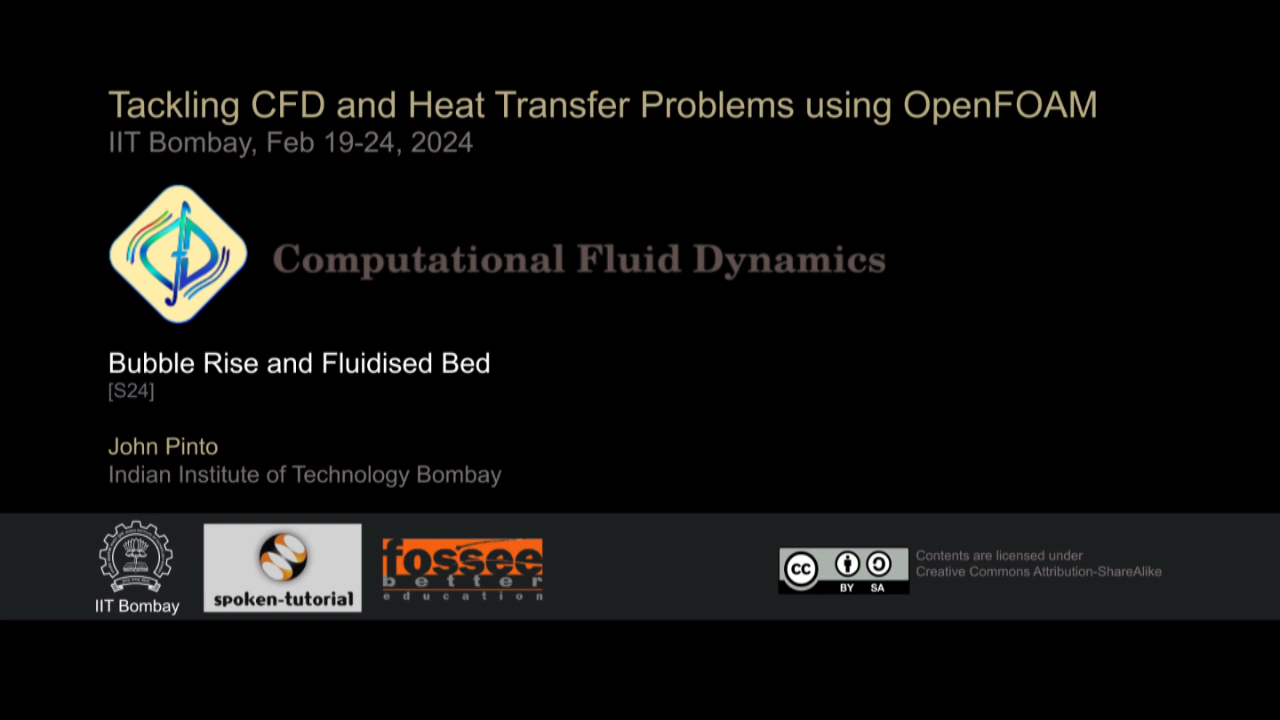 Tackling CFD and Heat Transfer Problems using OpenFOAM
IIT Bombay, Feb 19-24, 2024
Computational Fluid Dynamics
Bubble Rise and Fluidised Bed
[S24]
John Pinto
Indian Institute of Technology Bombay
IIT Bombay
spoken-tutorial
fossee
better
education
cc
BY SA
Contents are licensed under
Creative Commons Attribution-ShareAlike